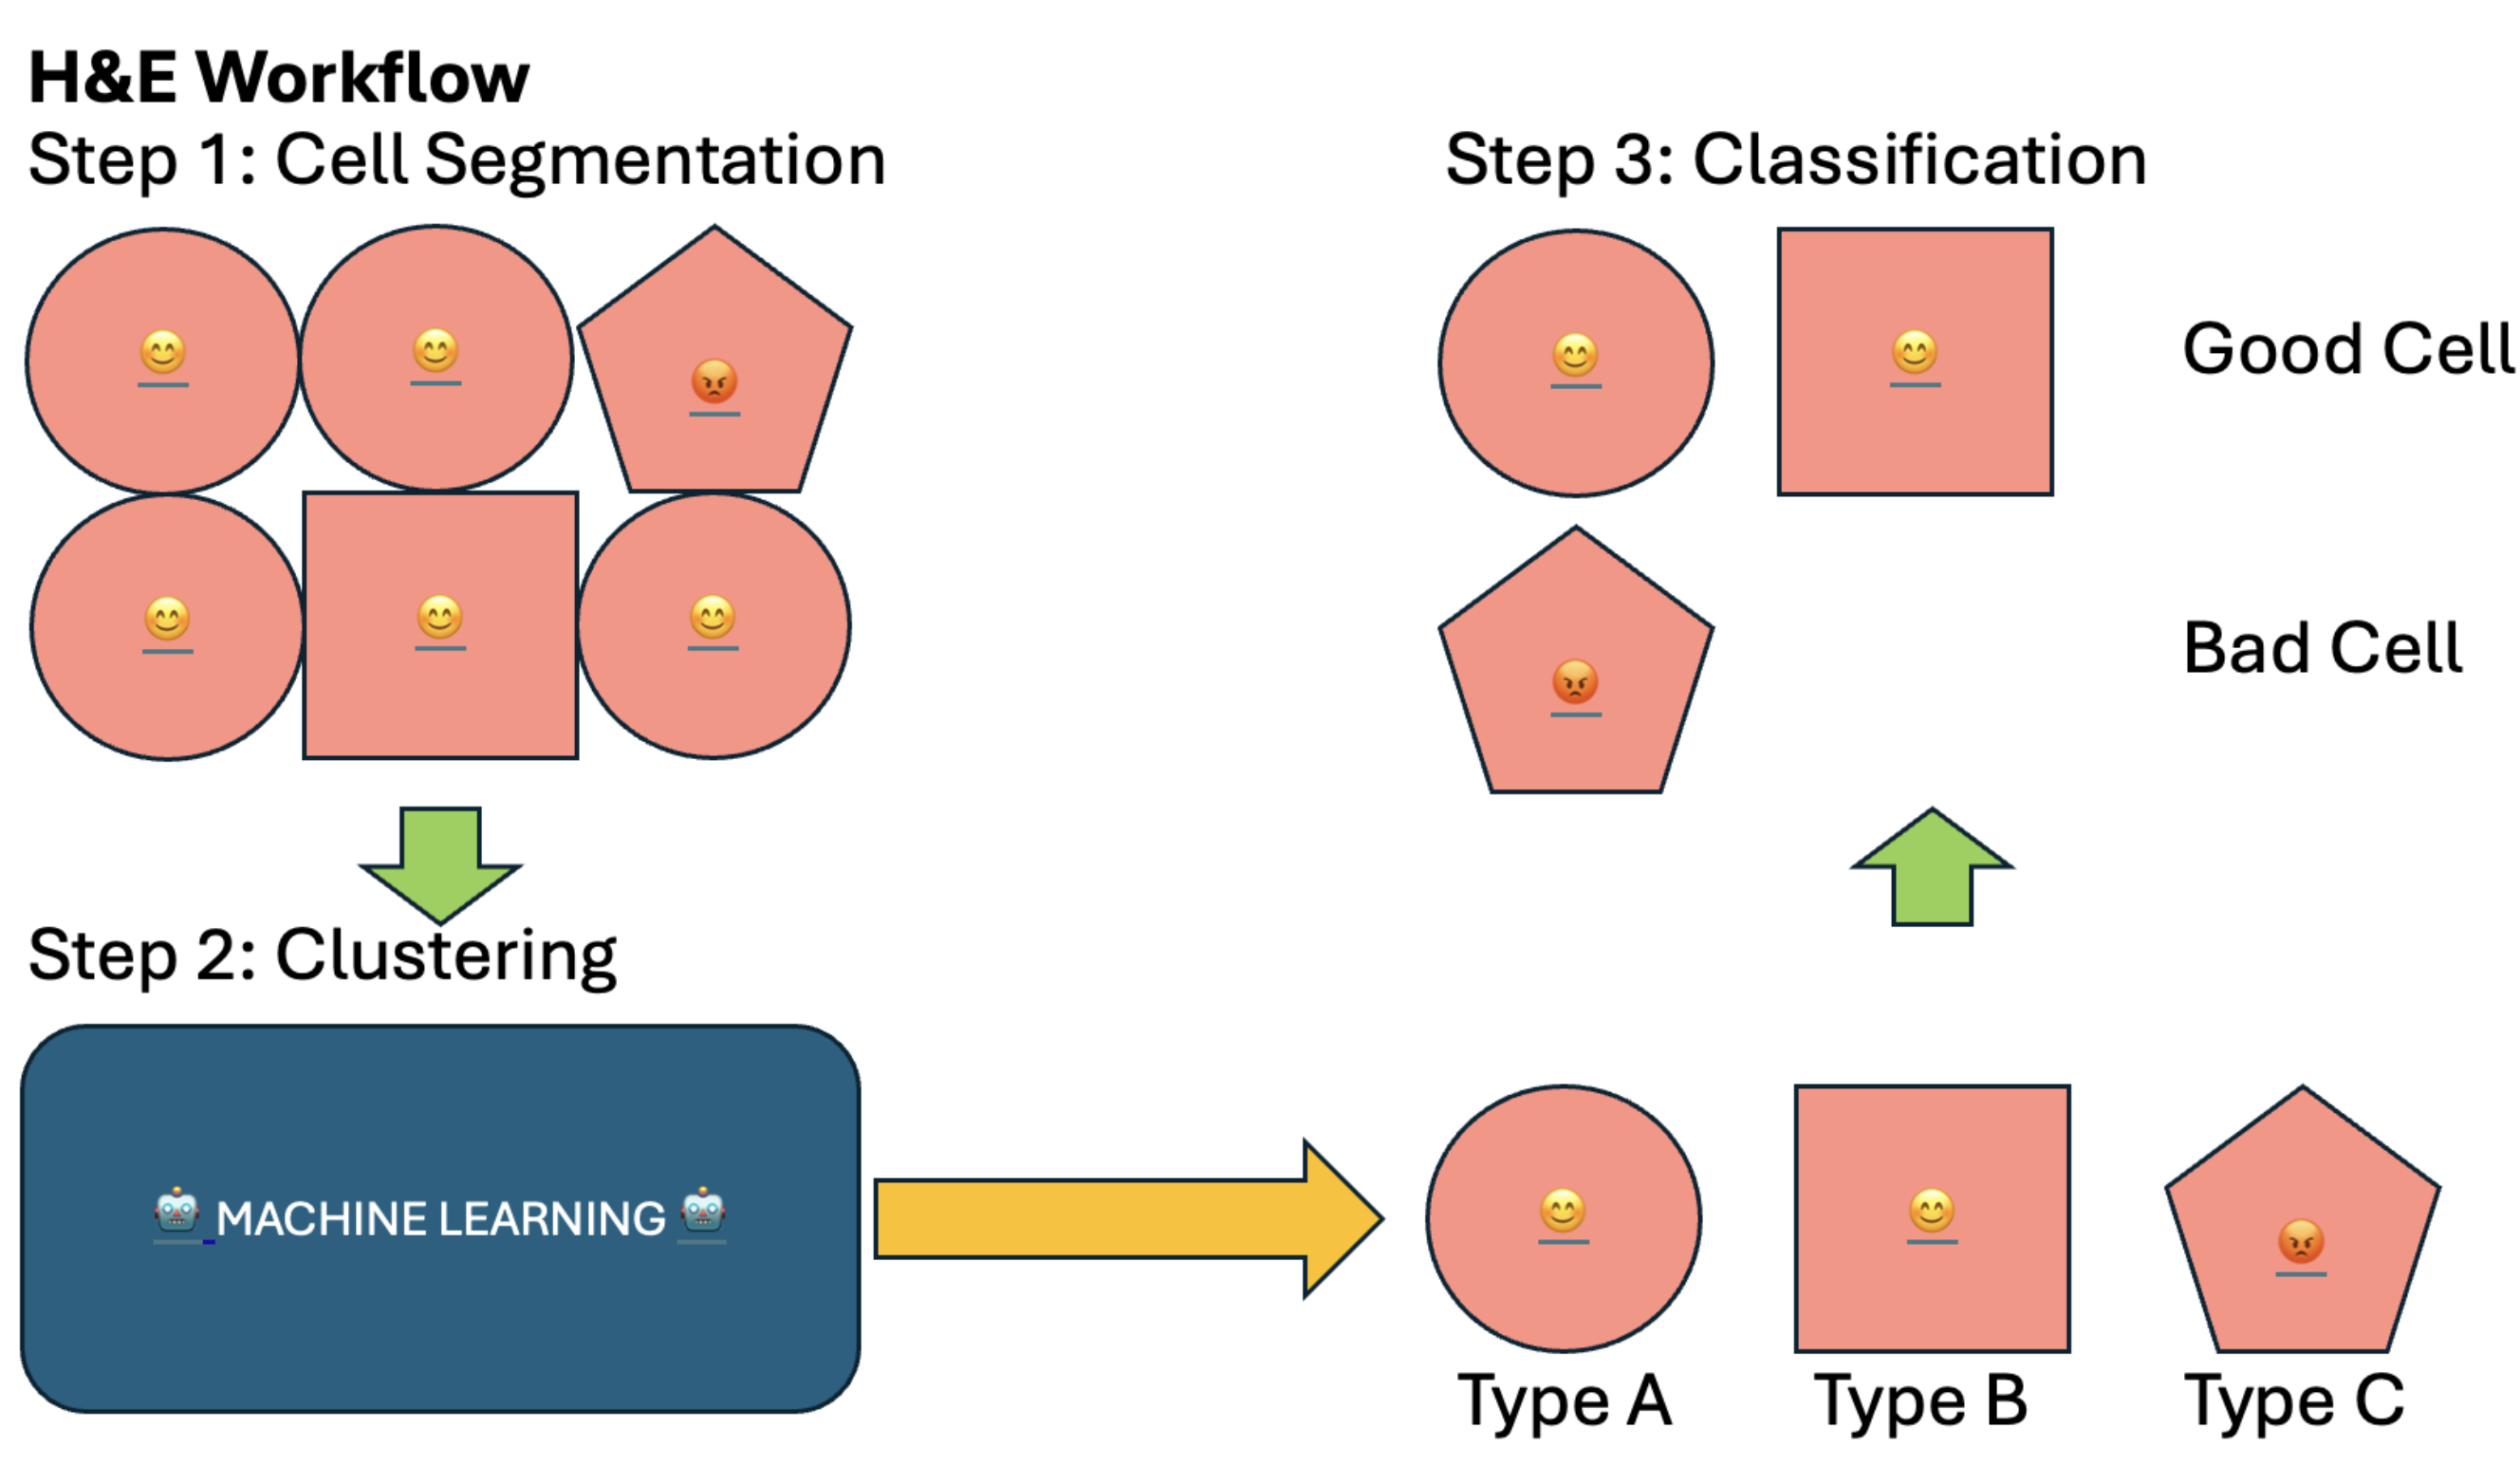 H&E Workflow
Step 1: Cell Segmentation
Step 2: Clustering
MACHINE LEARNING
Type A
Type B
Type C
Step 3: Classification
Good Cell
Bad Cell